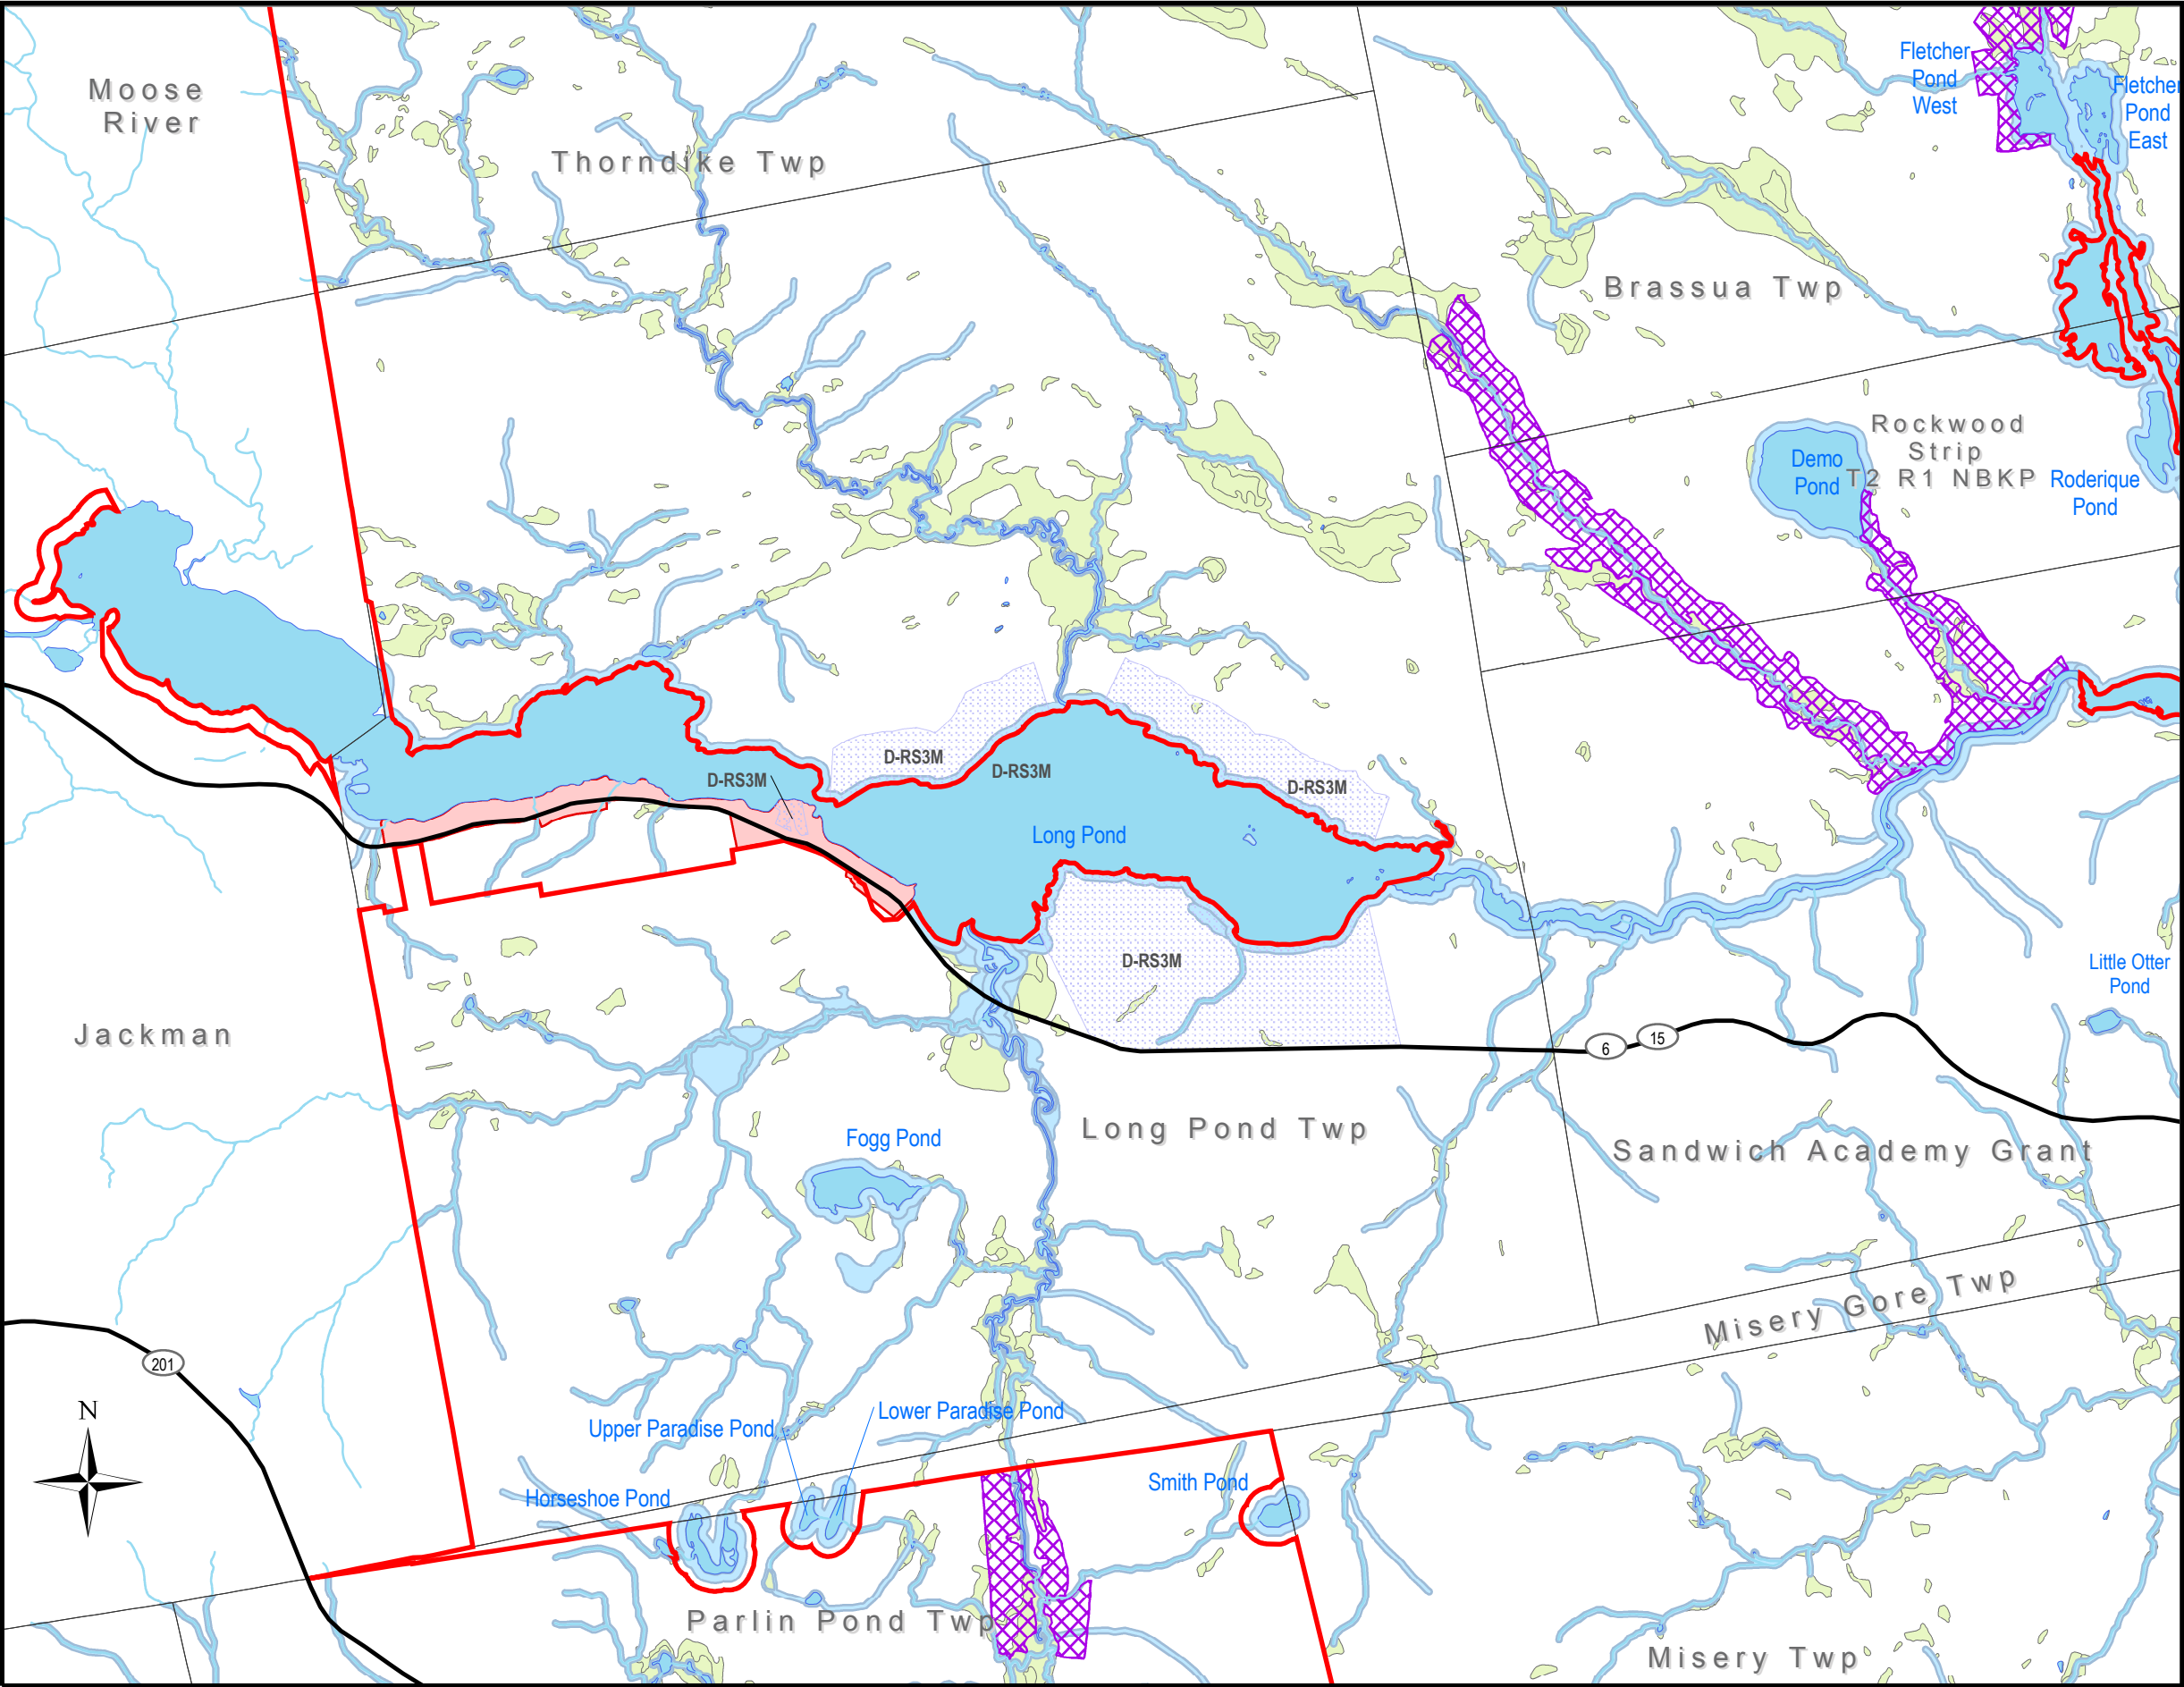 Moose
River
Thorndike Twp
Fletcher
Pond
West
Fletcher
Pond
East
Brassua Twp
Rockwood
Strip
T2 R1 NBKP
Demo
Pond
Roderique
Pond
D-RS3M
D-RS3M
D-RS3M
D-RS3M
Long Pond
D-RS3M
Little Otter
Pond
Jackman
6
15
Long Pond Twp
Fogg Pond
Sandwich Academy Grant
Misery Gore Twp
201
N
Upper Paradise Pond
Lower Paradise Pond
Horseshoe Pond
Smith Pond
Parlin Pond Twp
Misery Twp